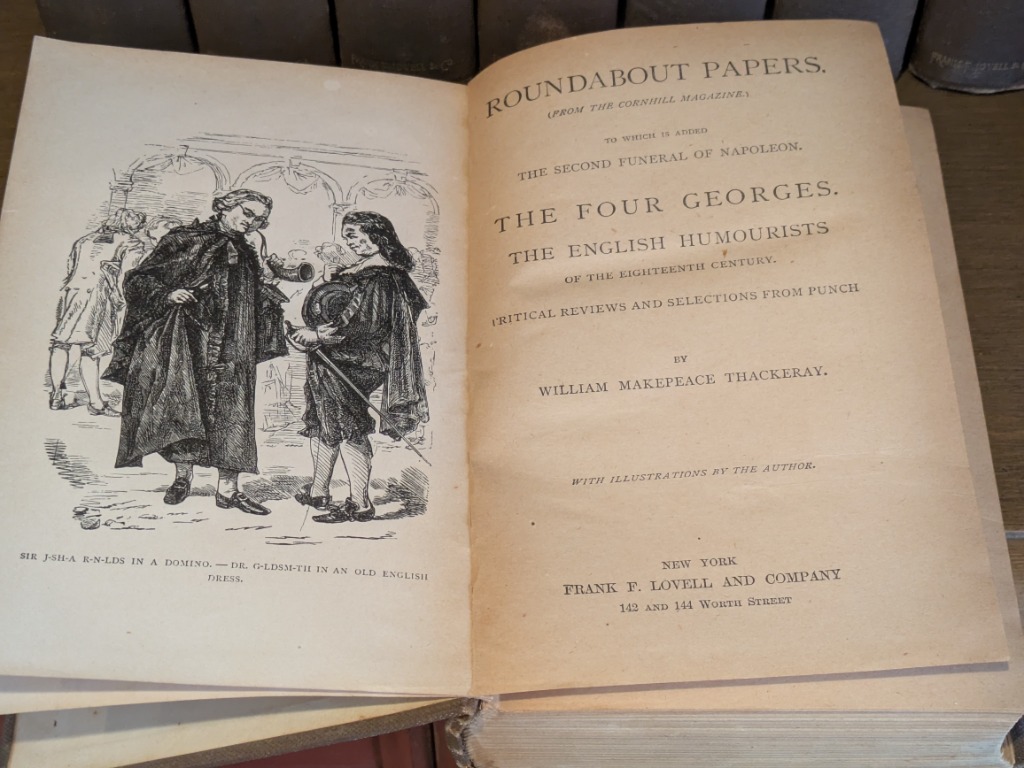 SIR J-SH-A R-N-LDS IN A DOMINO. — DR. G-LDSM-TH IN AN OLD ENGLISH
DRESS.
ROUNDABOUT PAPERS.
(FROM THE CORNHILL MAGAZINE.)
TO WHICH IS ADDED
THE SECOND FUNERAL OF NAPOLEON.
THE FOUR GEORGES.
THE ENGLISH HUMOURISTS
OF THE EIGHTEENTH CENTURY.
CRITICAL REVIEWS AND SELECTIONS FROM PUNCH
BY
WILLIAM MAKEPEACE THACKERAY.
WITH ILLUSTRATIONS BY THE AUTHOR.
NEW YORK
FRANK F. LOVELL AND COMPANY
142 AND 144 WORTH STREET